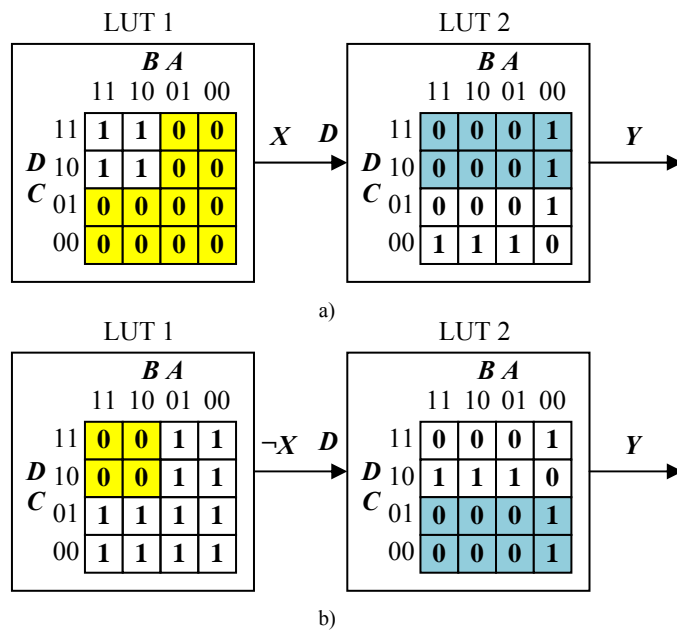 LUT 1 LUT 2
B A B A
11 10 01 00 11 10 01 00
11 1 1 0 0 X D 11 0 0 0 1 Y
D 10 1 1 0 0 D 10 0 0 0 1
C 01 0 0 0 0 C 01 0 0 0 1
00 0 0 0 0 00 1 1 1 0
a)
LUT 1 LUT 2
B A B A
11 10 01 00 11 10 01 00
11 0 0 1 1 ¬X D 11 0 0 0 1 Y
D 10 0 0 1 1 D 10 1 1 1 0
C 01 1 1 1 1 C 01 0 0 0 1
00 1 1 1 1 00 0 0 0 1
b)